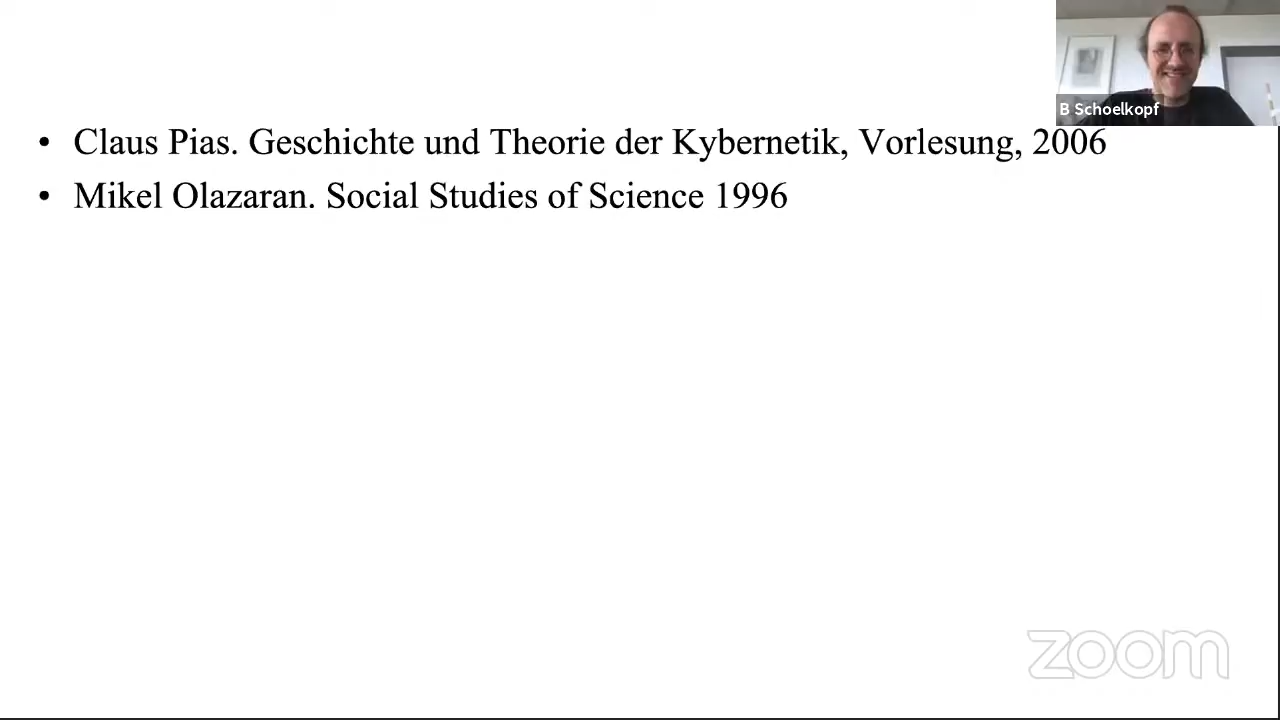 B Schoelkopf
• Claus Pias. Geschichte und Theorie der Kybernetik, Vorlesung, 2006
• Mikel Olazaran. Social Studies of Science 1996
zoom